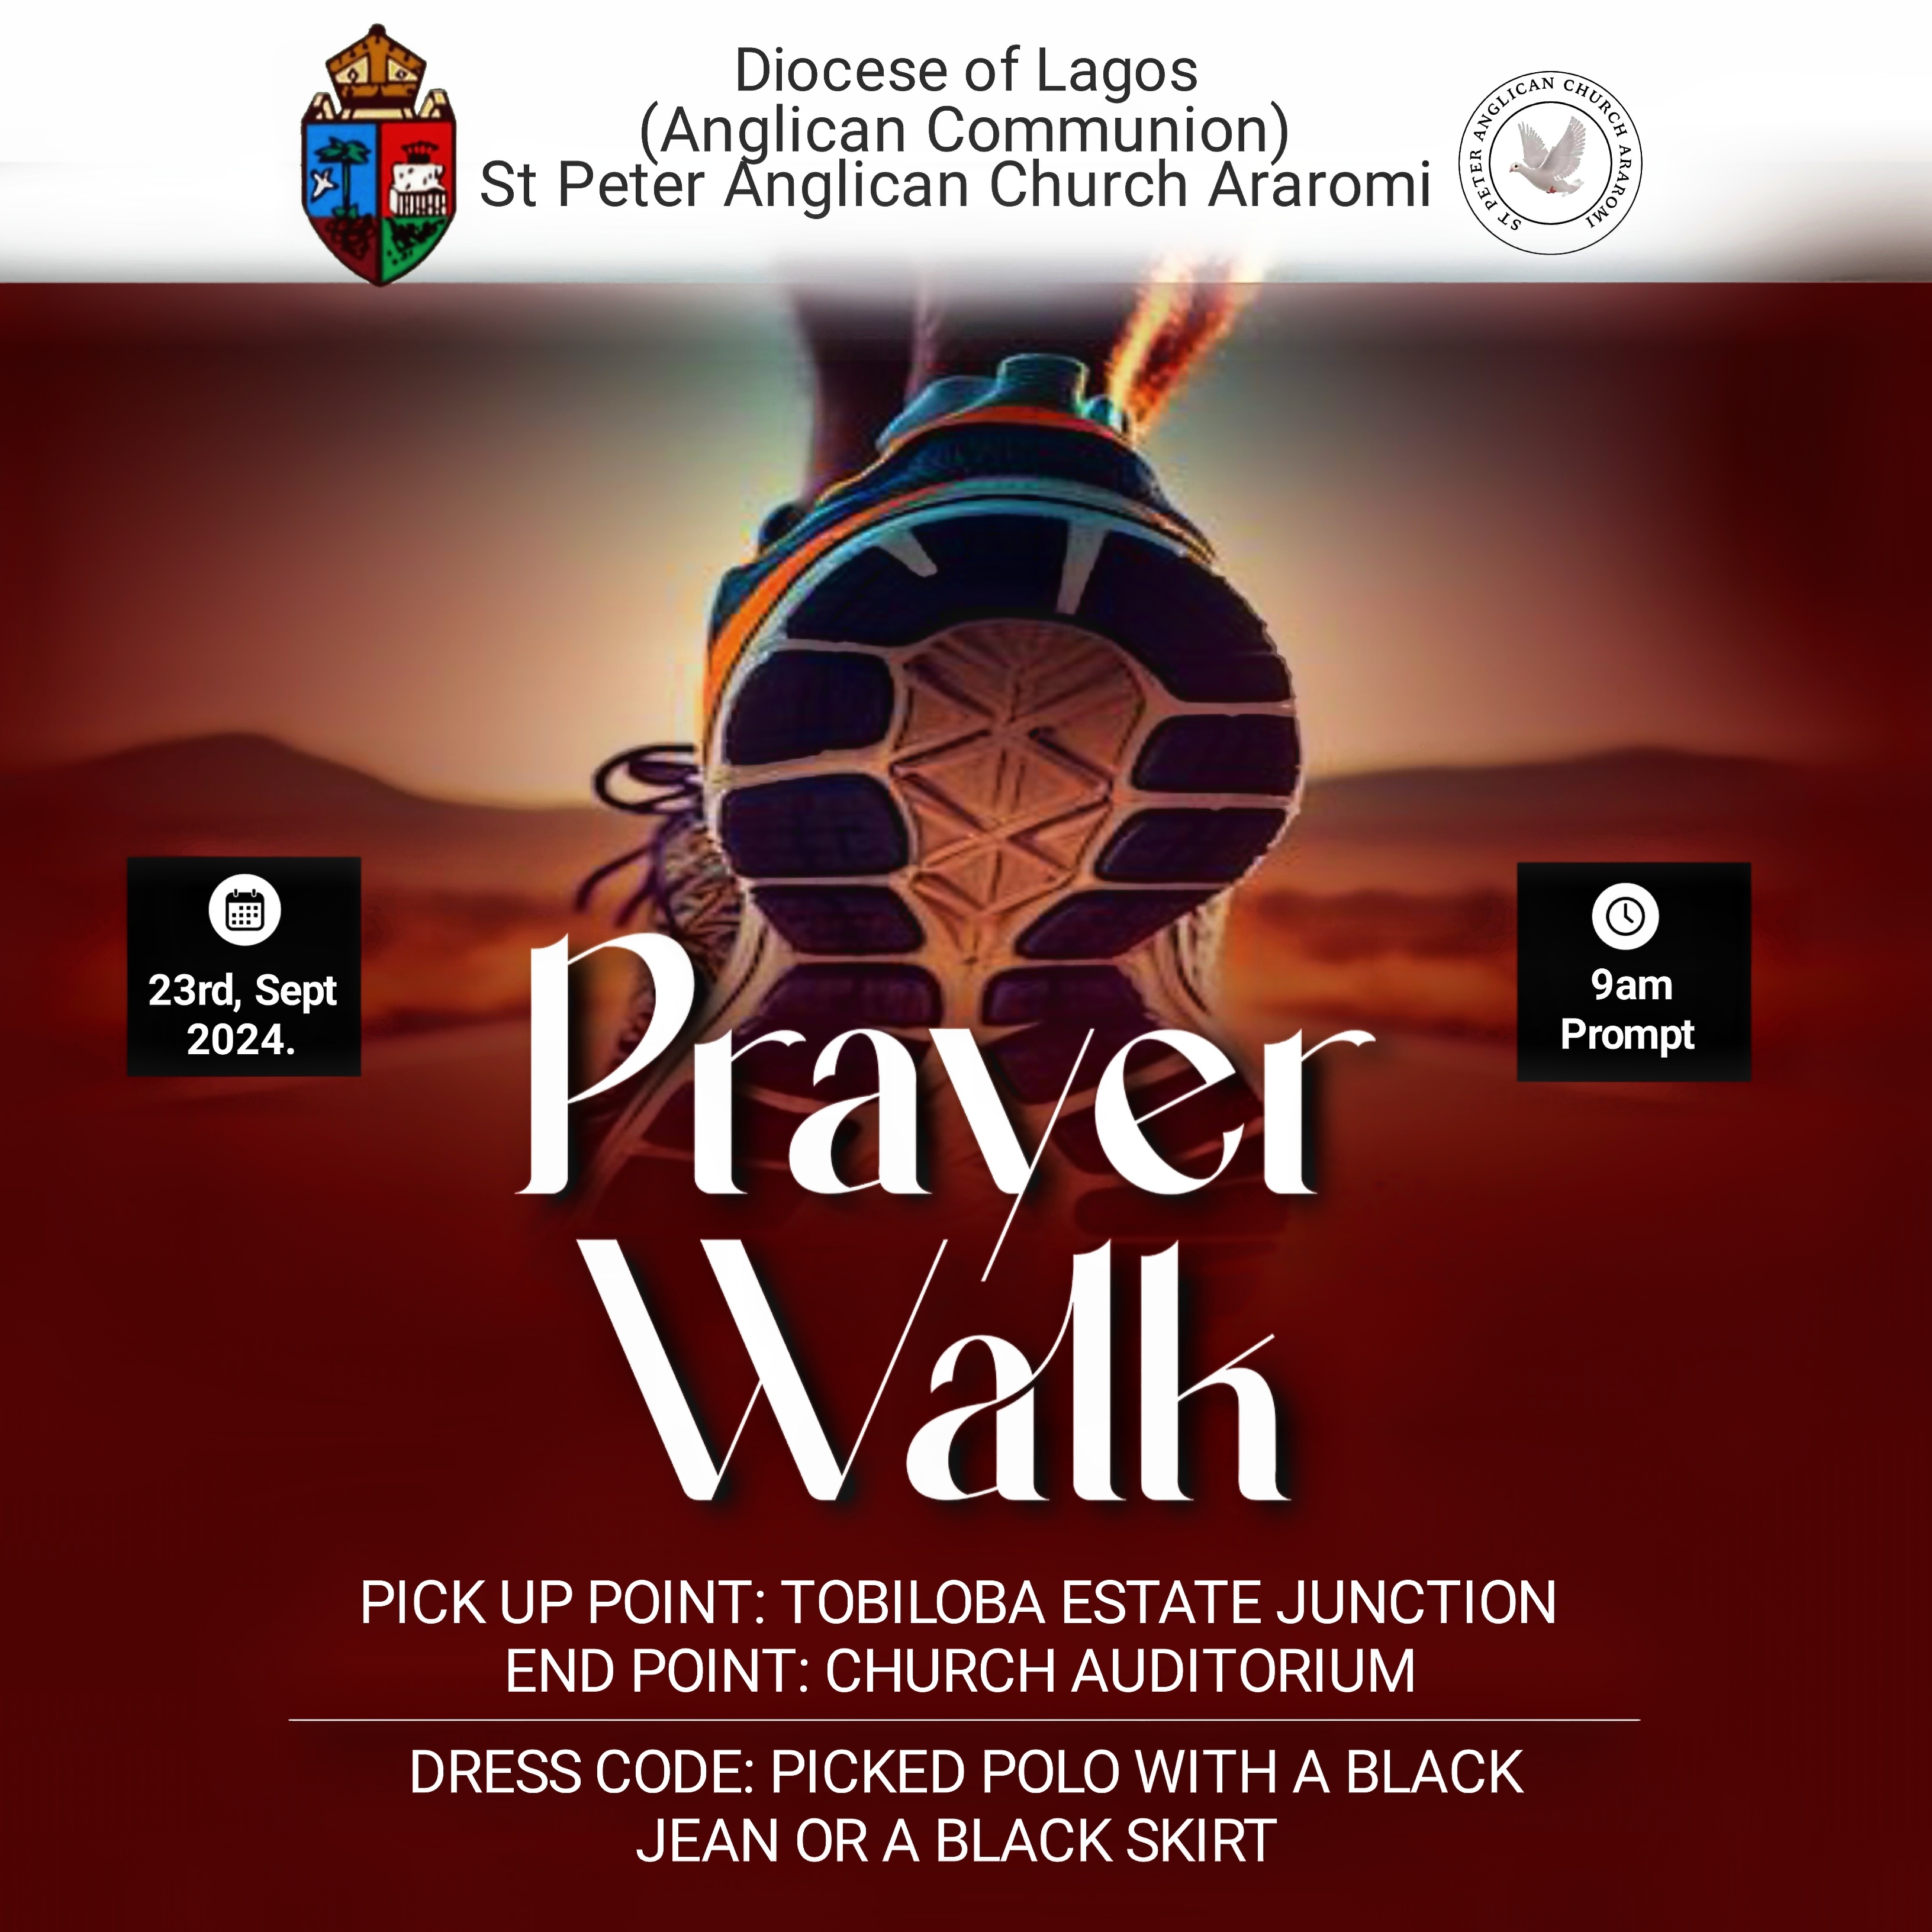 Diocese of Lagos
(Anglican Communion)
St Peter Anglican Church Araromi
ST PETER ANGLICAN CHURCH ARAROMI
23rd, Sept
2024.
9am
Prompt
Prayer
Walk
PICK UP POINT: TOBILOBA ESTATE JUNCTION
END POINT: CHURCH AUDITORIUM
DRESS CODE: PICKED POLO WITH A BLACK
JEAN OR A BLACK SKIRT